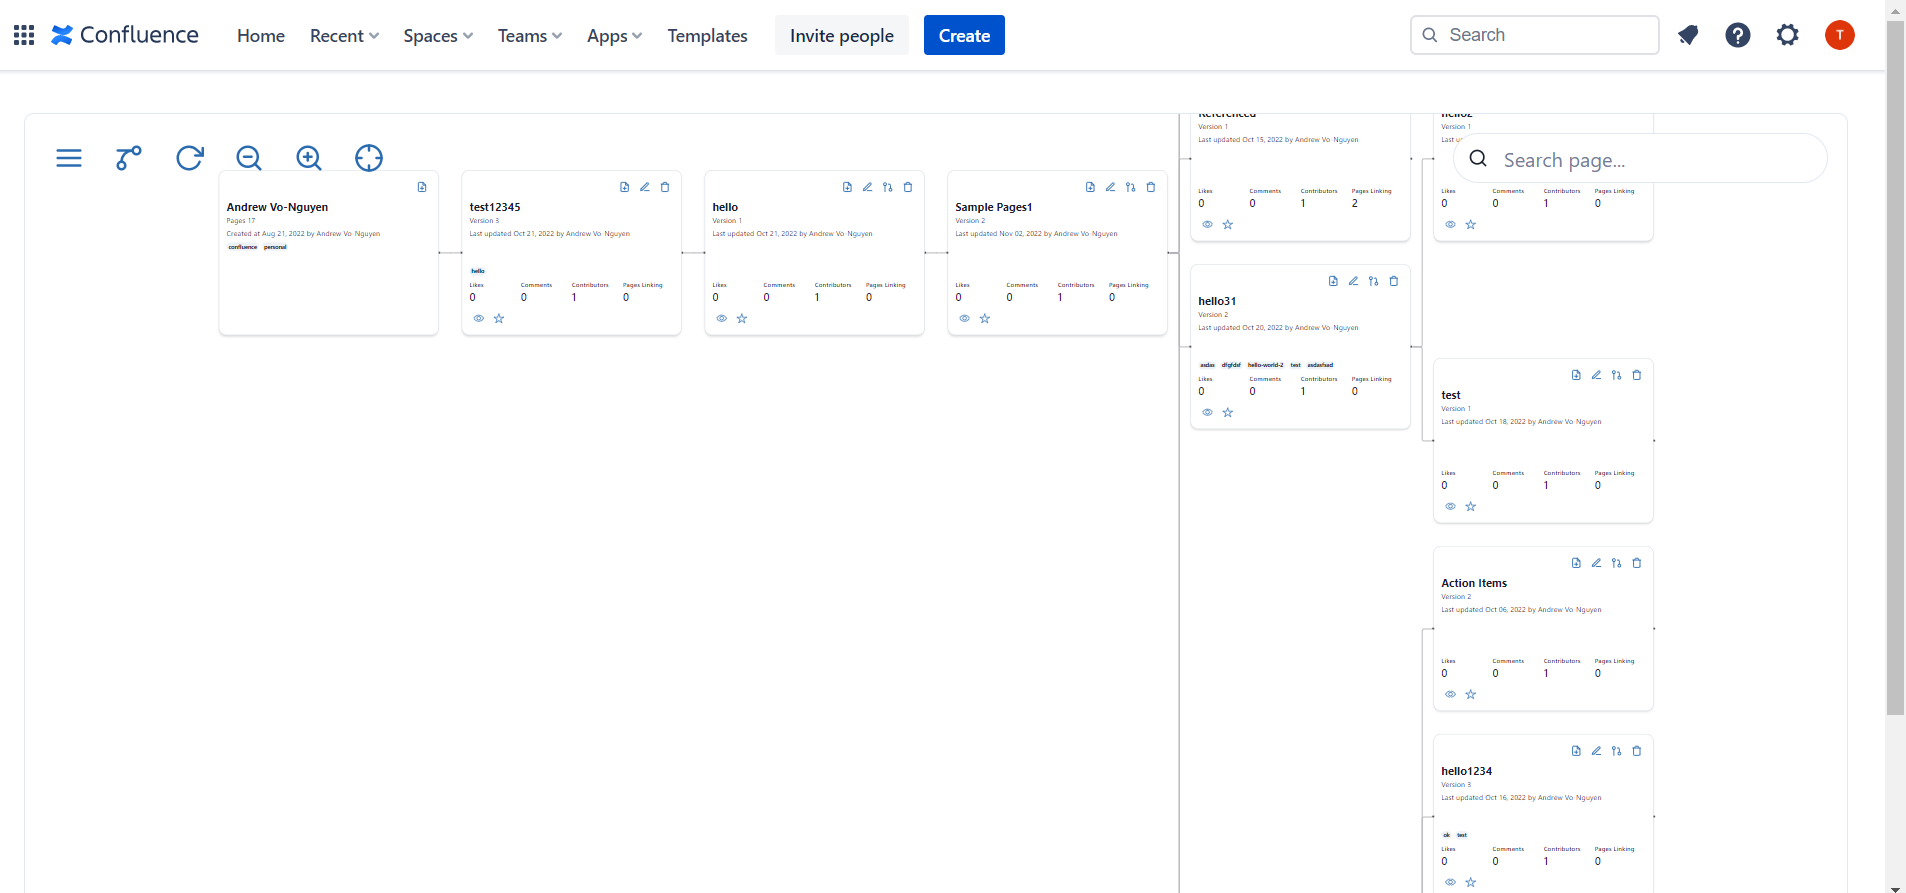 Confluence
Home
Recent
Spaces
Teams
Apps
Templates
Invite people
Create
Search
T
Search page...
Andrew Vo-Nguyen
Pages 17
Created at Aug 21, 2022 by Andrew Vo-Nguyen
confluence personal
test12345
Version 3
Last updated Oct 21, 2022 by Andrew Vo-Nguyen
hello
Likes Comments Contributors Pages Linking
0 0 1 0
hello
Version 1
Last updated Oct 21, 2022 by Andrew Vo-Nguyen
Likes Comments Contributors Pages Linking
0 0 1 0
Sample Pages1
Version 2
Last updated Nov 02, 2022 by Andrew Vo-Nguyen
Likes Comments Contributors Pages Linking
0 0 1 0
Referenced
Version 1
Last updated Oct 15, 2022 by Andrew Vo-Nguyen
Likes Comments Contributors Pages Linking
0 0 1 2
hello31
Version 2
Last updated Oct 20, 2022 by Andrew Vo-Nguyen
asdas dfgfdsf hello-world-2 test asdasfsad
Likes Comments Contributors Pages Linking
0 0 1 0
hello2
Version 1
Last
Likes Comments Contributors Pages Linking
0 0 1 0
test
Version 1
Last updated Oct 18, 2022 by Andrew Vo-Nguyen
Likes Comments Contributors Pages Linking
0 0 1 0
Action Items
Version 2
Last updated Oct 06, 2022 by Andrew Vo-Nguyen
Likes Comments Contributors Pages Linking
0 0 1 0
hello1234
Version 3
Last updated Oct 16, 2022 by Andrew Vo-Nguyen
ok test
Likes Comments Contributors Pages Linking
0 0 1 0